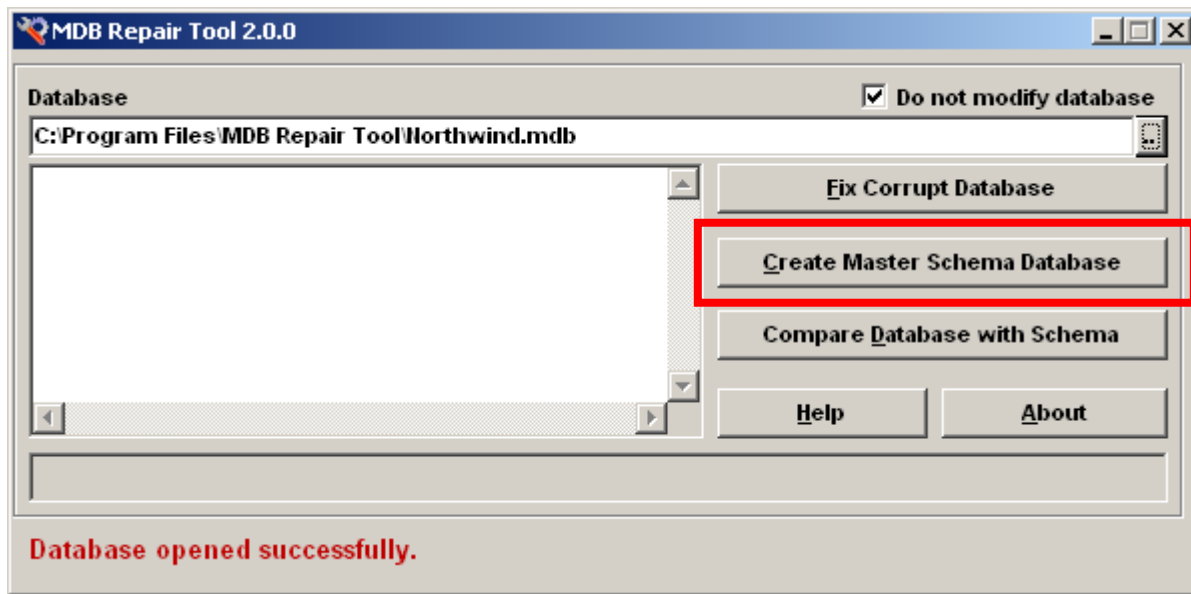 MDB Repair Tool 2.0.0
Database
Do not modify database
C:\Program Files\MDB Repair Tool\Northwind.mdb
..
Fix Corrupt Database
Create Master Schema Database
Compare Database with Schema
Help
About
Database opened successfully.